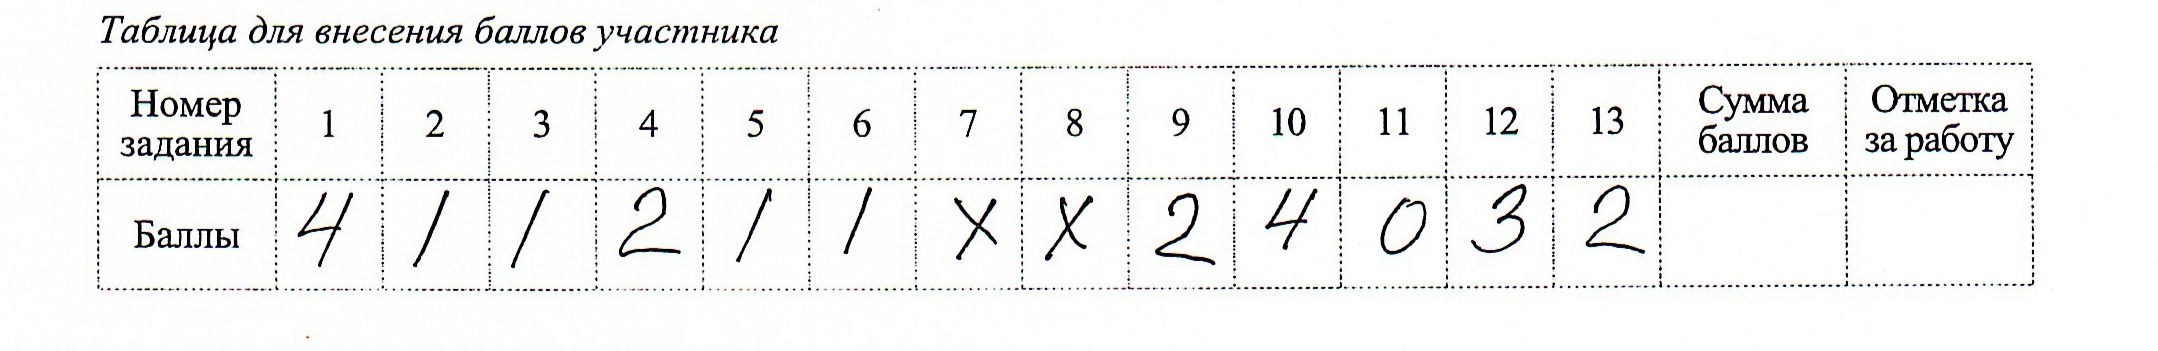 Таблица для внесения баллов участника
Номер задания 1 2 3 4 5 6 7 8 9 10 11 12 13 Сумма баллов Отметка за работу
Баллы 4 1 1 2 1 1 X X 2 4 0 3 2